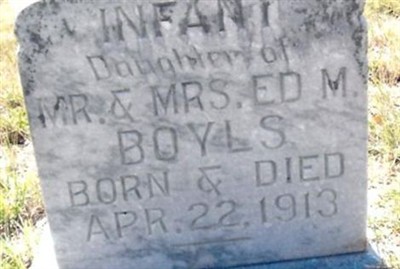 INFANT
Daughter of
MR. & MRS. ED M.
BOYLS
BORN & DIED
APR. 22, 1913